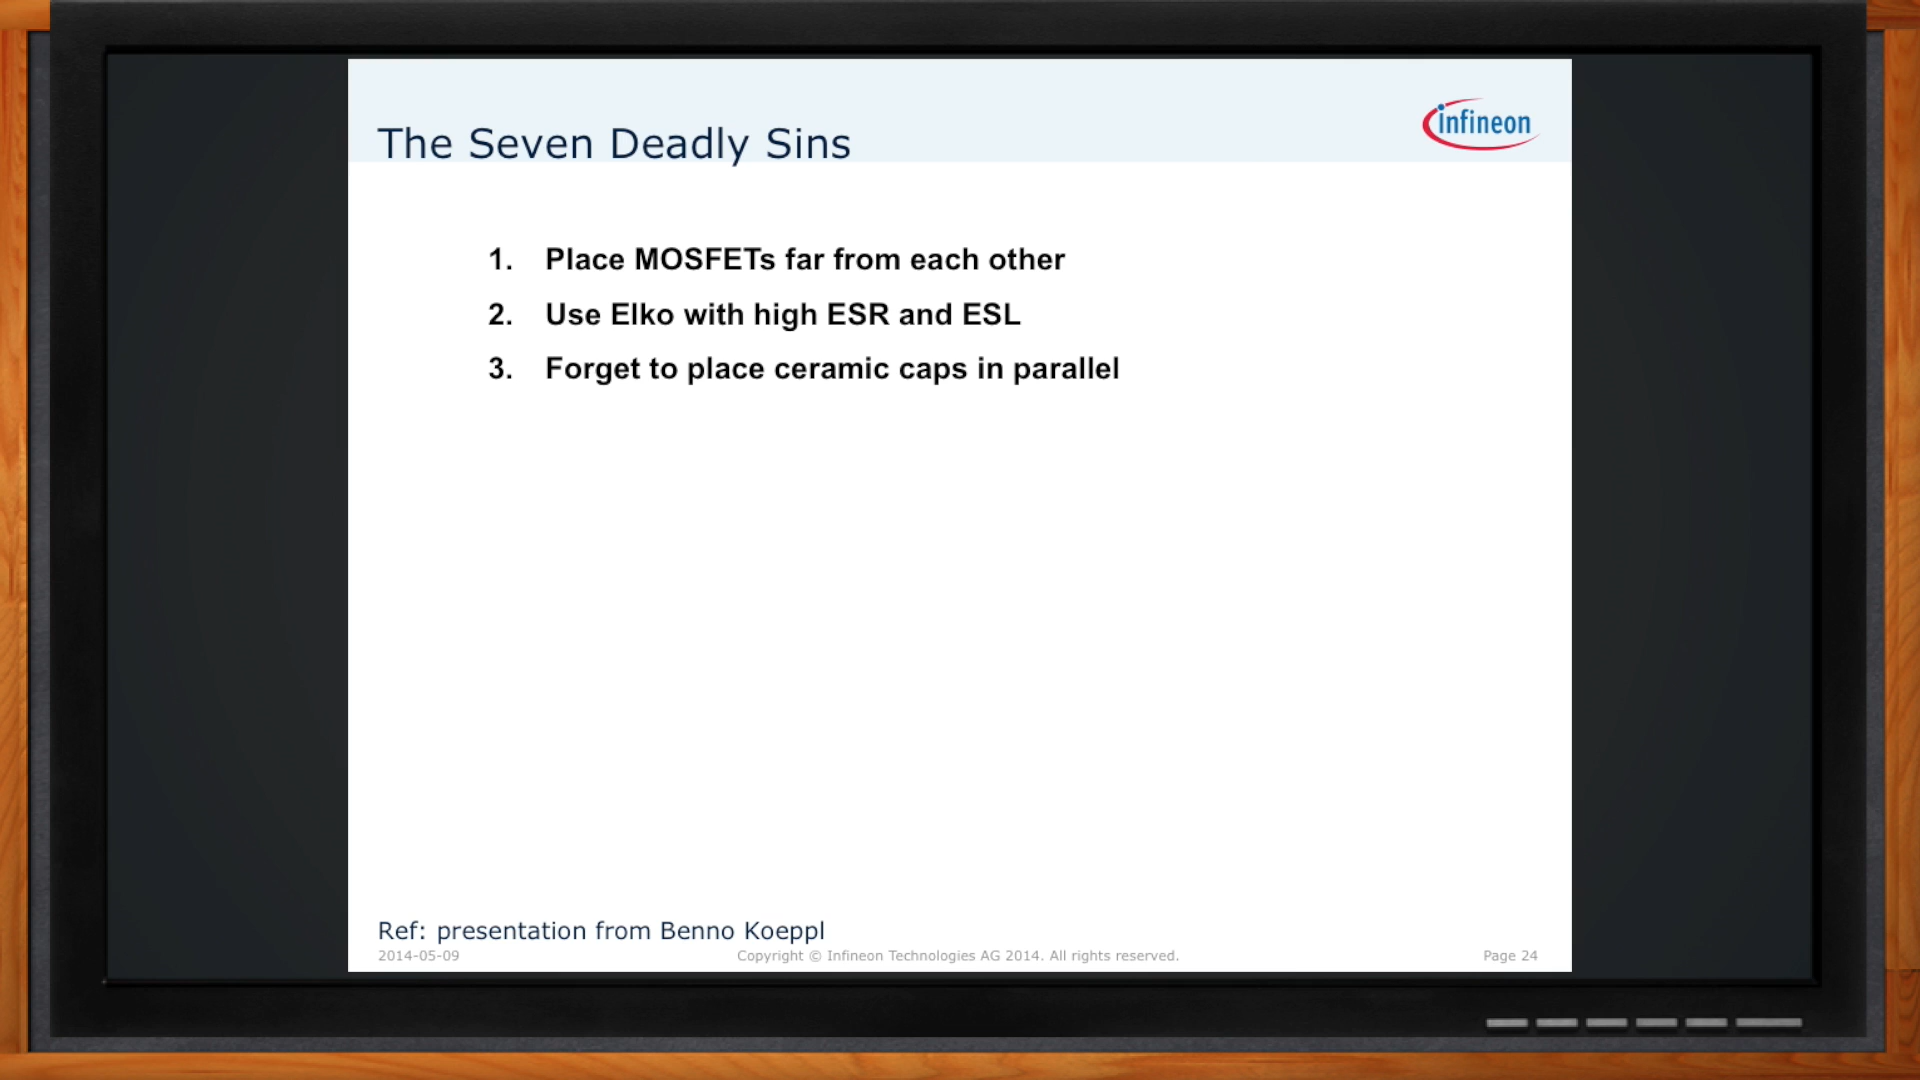 The Seven Deadly Sins
infineon
1. Place MOSFETs far from each other
2. Use Elko with high ESR and ESL
3. Forget to place ceramic caps in parallel
Ref: presentation from Benno Koeppl
2014-05-09 Copyright © Infineon Technologies AG 2014. All rights reserved. Page 24